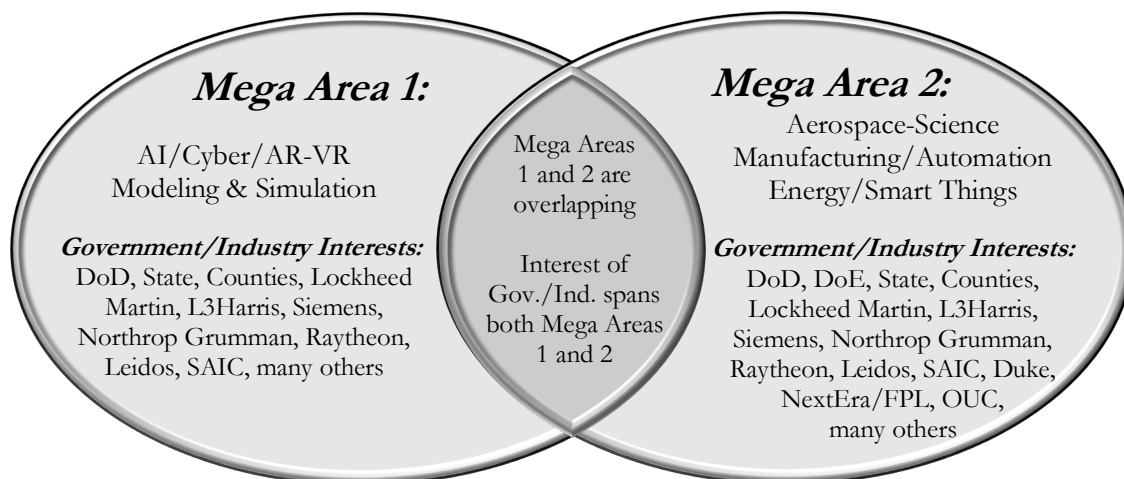 Mega Area 1:
AI/Cyber/AR-VR
Modeling & Simulation
Government/Industry Interests:
DoD, State, Counties, Lockheed
Martin, L3Harris, Siemens,
Northrop Grumman, Raytheon,
Leidos, SAIC, many others
Mega Areas
1 and 2 are
overlapping
Interest of
Gov./Ind. spans
both Mega Areas
1 and 2
Mega Area 2:
Aerospace-Science
Manufacturing/Automation
Energy/Smart Things
Government/Industry Interests:
DoD, DoE, State, Counties,
Lockheed Martin, L3Harris,
Siemens, Northrop Grumman,
Raytheon, Leidos, SAIC, Duke,
NextEra/FPL, OUC,
many others